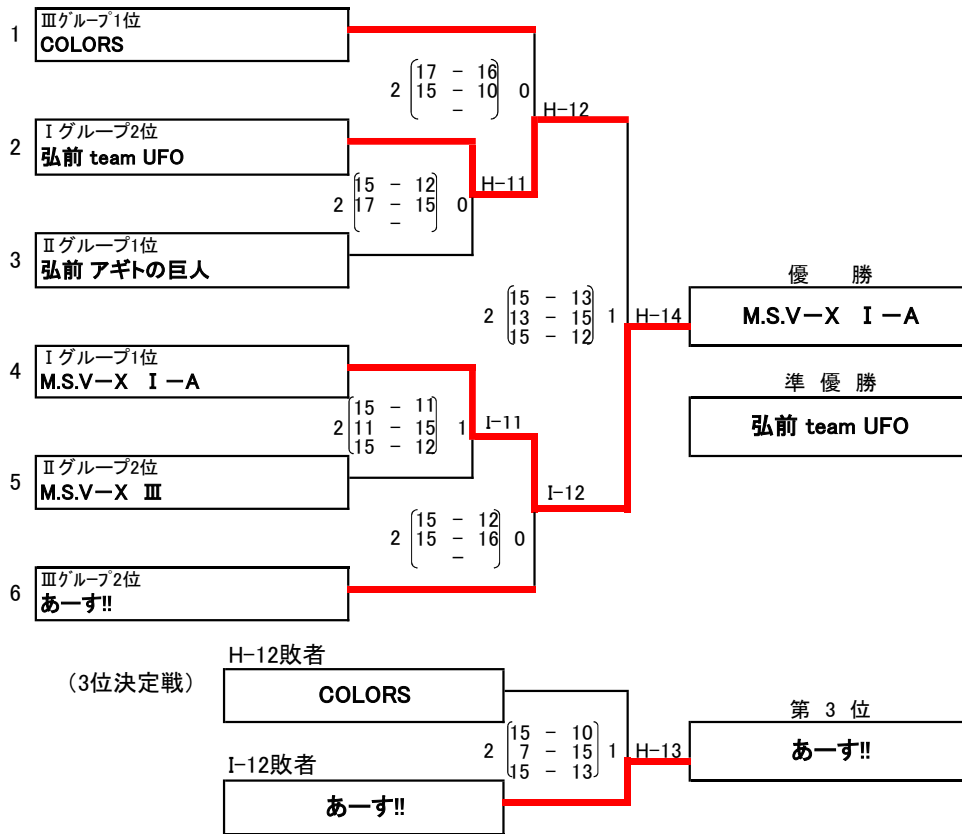 1
Ⅲグループ1位
COLORS
2 17 - 16 0
15 - 10
-
H-12
2
Ⅰグループ2位
弘前 team UFO
2 15 - 12 0
17 - 15
-
H-11
3
Ⅱグループ1位
弘前 アギトの巨人
2 15 - 13 1
13 - 15
15 - 12
H-14
優 勝
M.S.V－X Ⅰ－A
準 優 勝
弘前 team UFO
4
Ⅰグループ1位
M.S.V－X Ⅰ－A
2 15 - 11 1
11 - 15
15 - 12
I-11
5
Ⅱグループ2位
M.S.V－X Ⅲ
I-12
2 15 - 12 0
15 - 16
-
6
Ⅲグループ2位
あーす!!
(3位決定戦)
H-12敗者
COLORS
2 15 - 10 1
7 - 15
15 - 13
H-13
第 3 位
あーす!!
I-12敗者
あーす!!